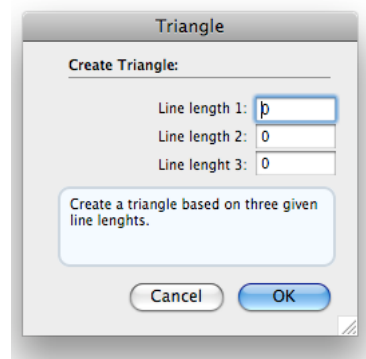 Triangle
Create Triangle:
Line length 1: 0
Line length 2: 0
Line lenght 3: 0
Create a triangle based on three given
line lenghts.
Cancel OK